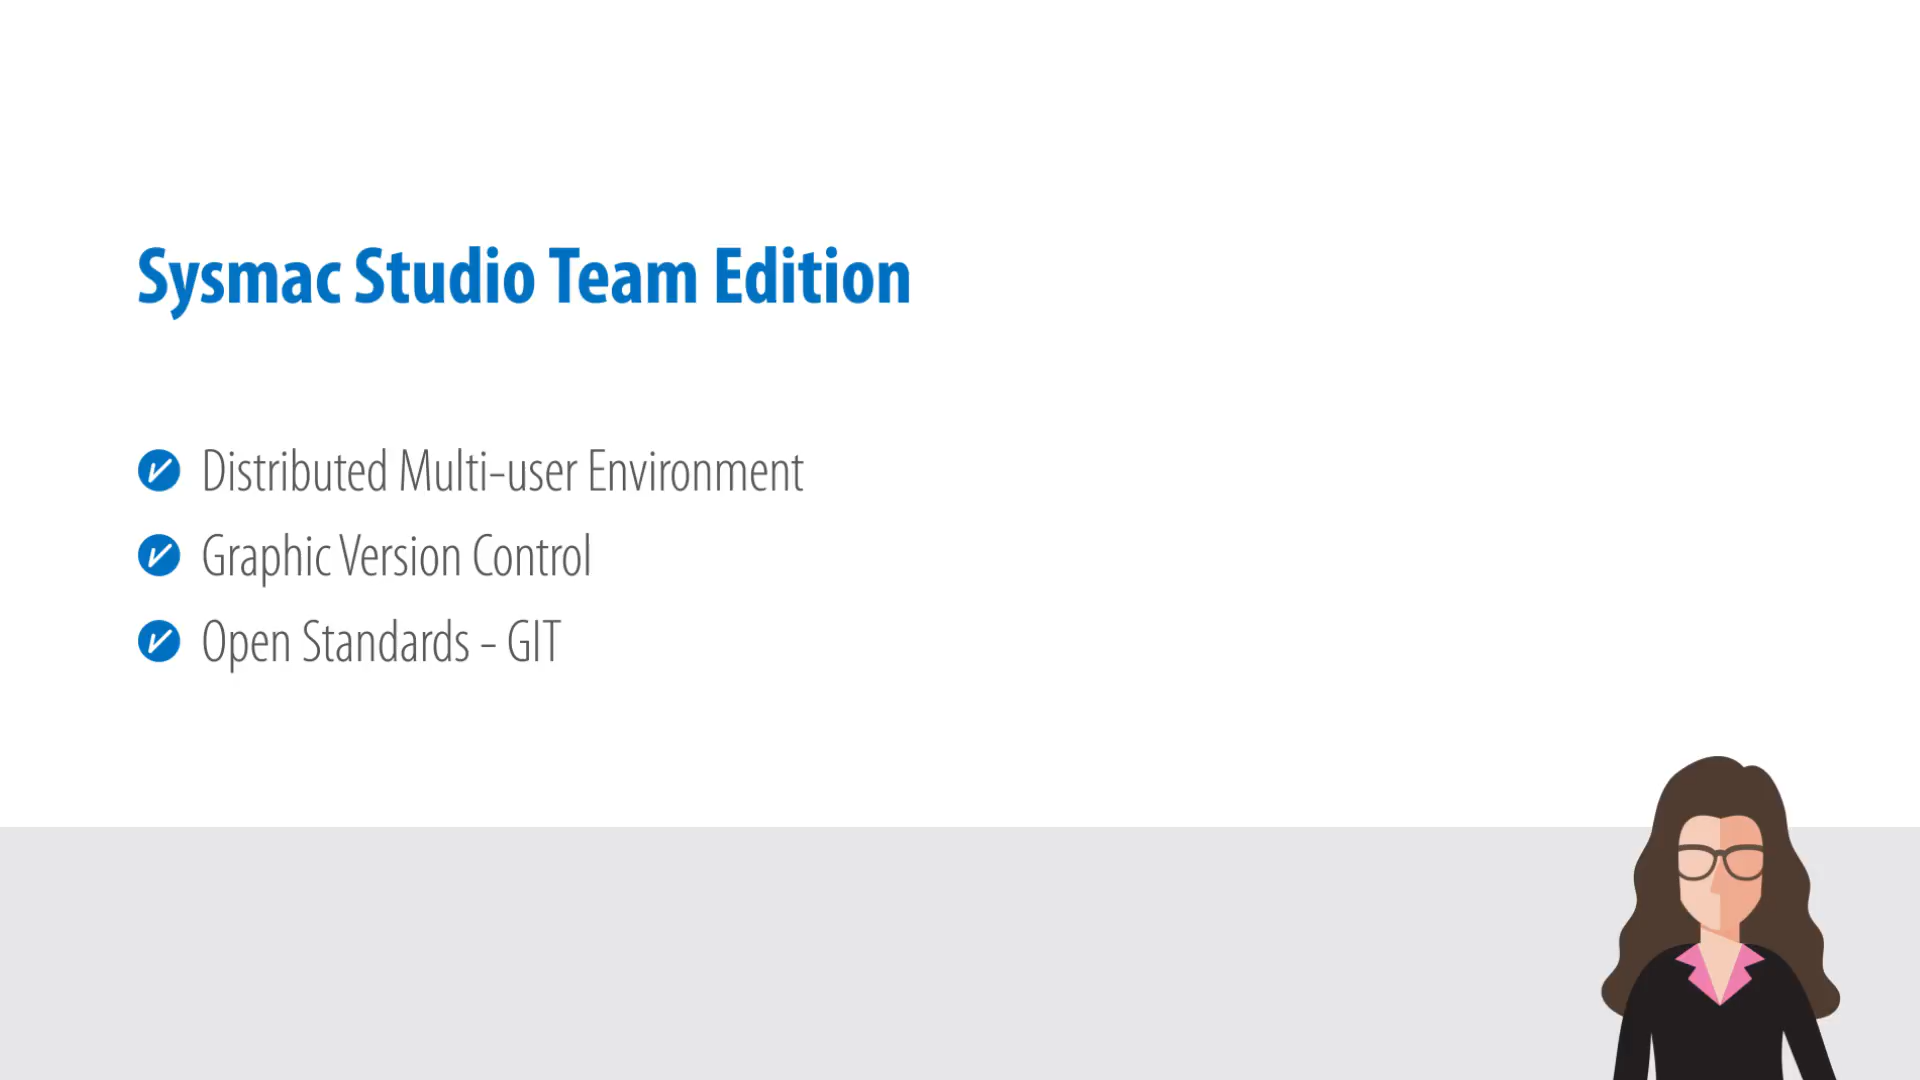 Sysmac Studio Team Edition
Distributed Multi-user Environment
Graphic Version Control
Open Standards - GIT